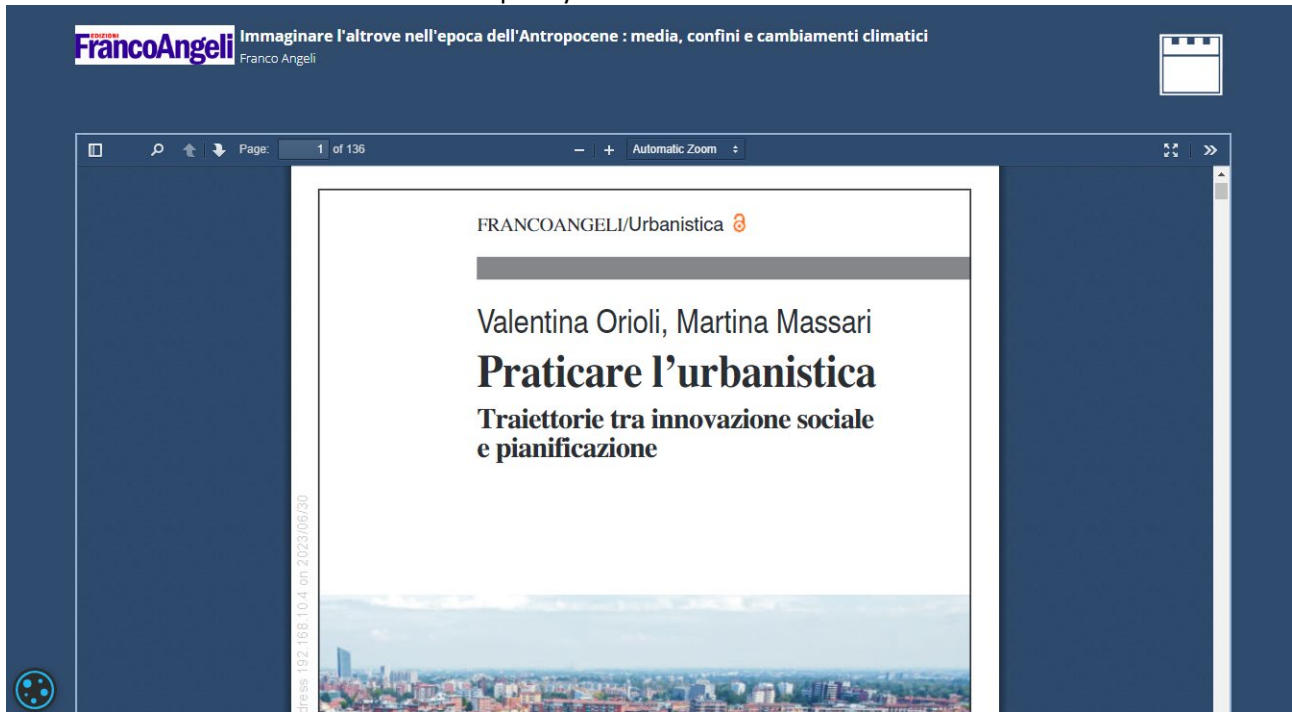 EDIZIONI
FrancoAngeli
Immaginare l'altrove nell'epoca dell'Antropocene : media, confini e cambiamenti climatici
Franco Angeli
Page: 1 of 136
Automatic Zoom
FRANCOANGELI/Urbanistica
Valentina Orioli, Martina Massari
Praticare l'urbanistica
Traiettorie tra innovazione sociale
e pianificazione
dress 192.168.10.4 on 2023/06/30